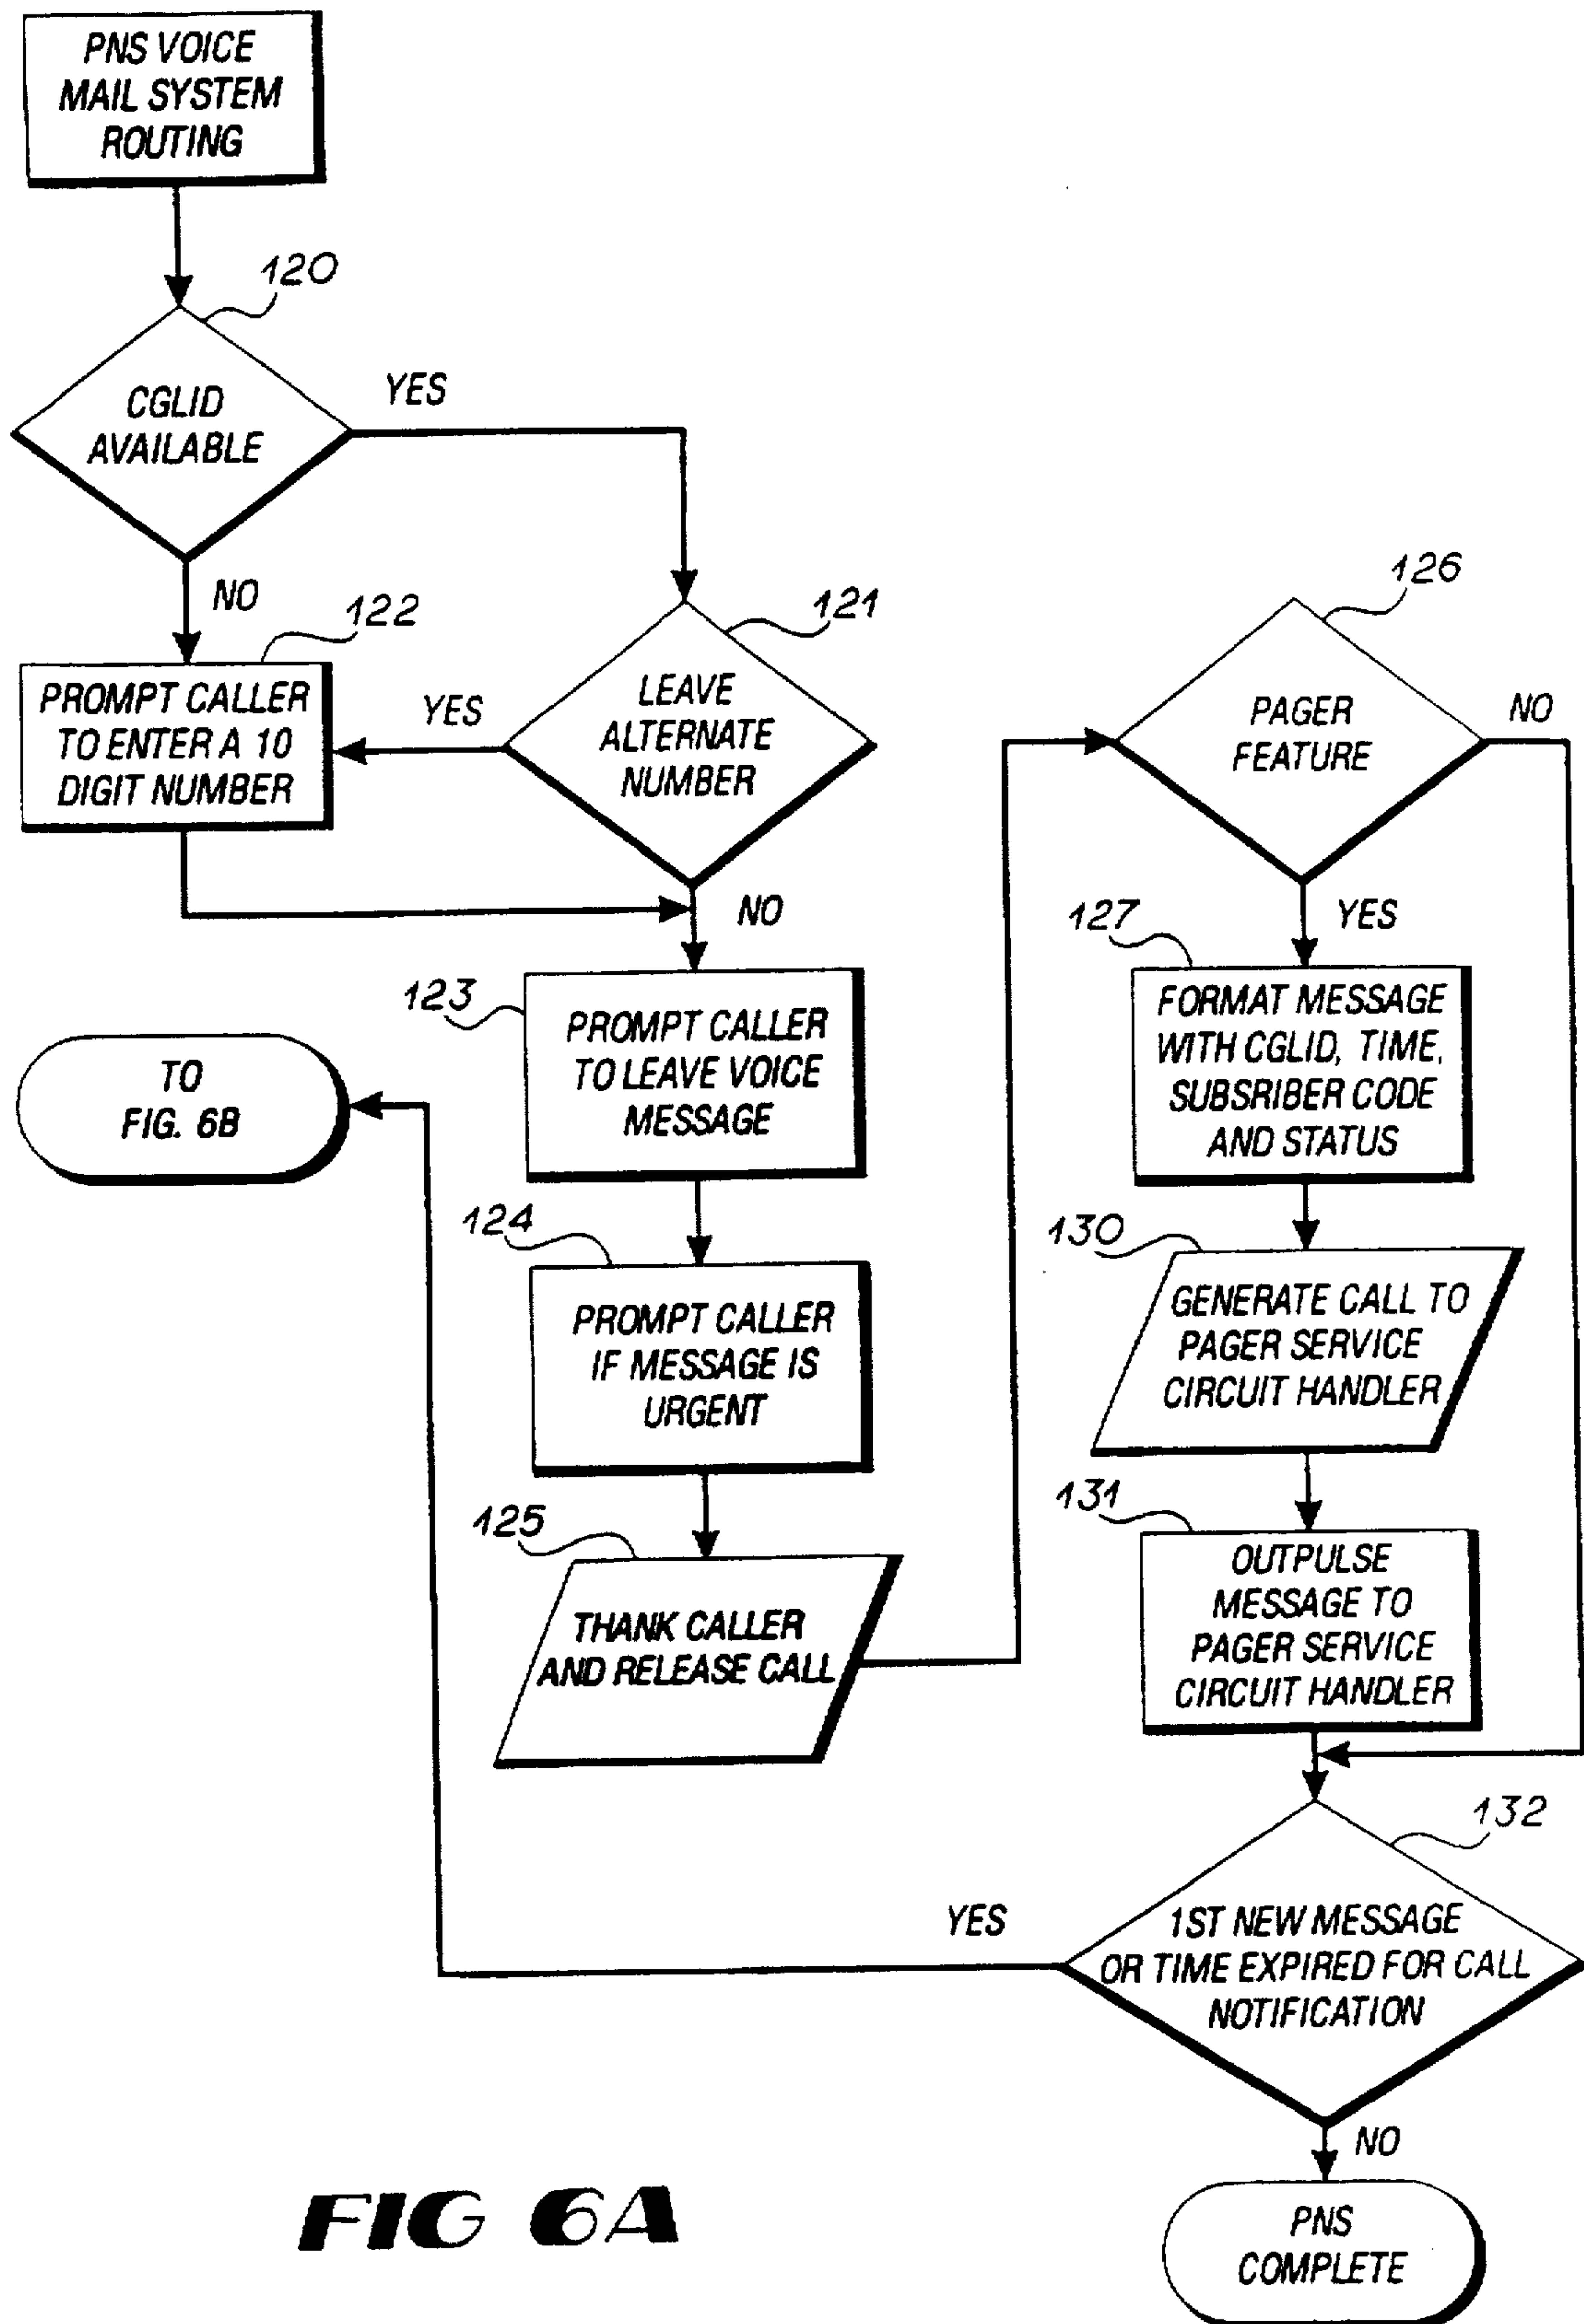 PNS VOICE
MAIL SYSTEM
ROUTING
120
CGLID
AVAILABLE
YES
NO
122
PROMPT CALLER
TO ENTER A 10
DIGIT NUMBER
YES
121
LEAVE
ALTERNATE
NUMBER
NO
123
PROMPT CALLER
TO LEAVE VOICE
MESSAGE
TO
FIG. 6B
124
PROMPT CALLER
IF MESSAGE IS
URGENT
125
THANK CALLER
AND RELEASE CALL
126
PAGER
FEATURE
NO
YES
127
FORMAT MESSAGE
WITH CGLID, TIME,
SUBSRIBER CODE
AND STATUS
130
GENERATE CALL TO
PAGER SERVICE
CIRCUIT HANDLER
131
OUTPULSE
MESSAGE TO
PAGER SERVICE
CIRCUIT HANDLER
132
1ST NEW MESSAGE
OR TIME EXPIRED FOR CALL
NOTIFICATION
YES
NO
PNS
COMPLETE
FIG 6A